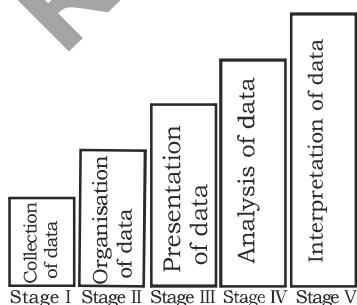 Collection
of data
Organisation
of data
Presentation
of data
Analysis of data
Interpretation of data
Stage I Stage II Stage III Stage IV Stage V